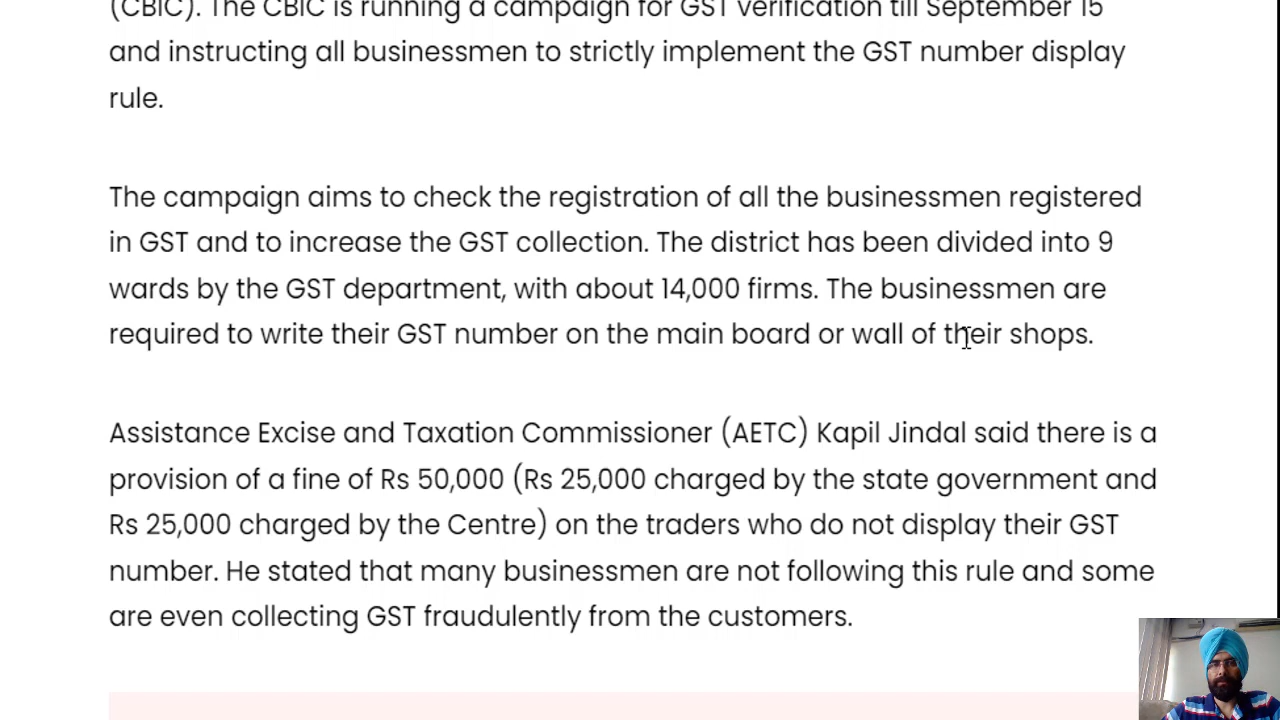 (CBIC). The CBIC is running a campaign for GST verification till September 15
and instructing all businessmen to strictly implement the GST number display
rule.
The campaign aims to check the registration of all the businessmen registered
in GST and to increase the GST collection. The district has been divided into 9
wards by the GST department, with about 14,000 firms. The businessmen are
required to write their GST number on the main board or wall of their shops.
Assistance Excise and Taxation Commissioner (AETC) Kapil Jindal said there is a
provision of a fine of Rs 50,000 (Rs 25,000 charged by the state government and
Rs 25,000 charged by the Centre) on the traders who do not display their GST
number. He stated that many businessmen are not following this rule and some
are even collecting GST fraudulently from the customers.